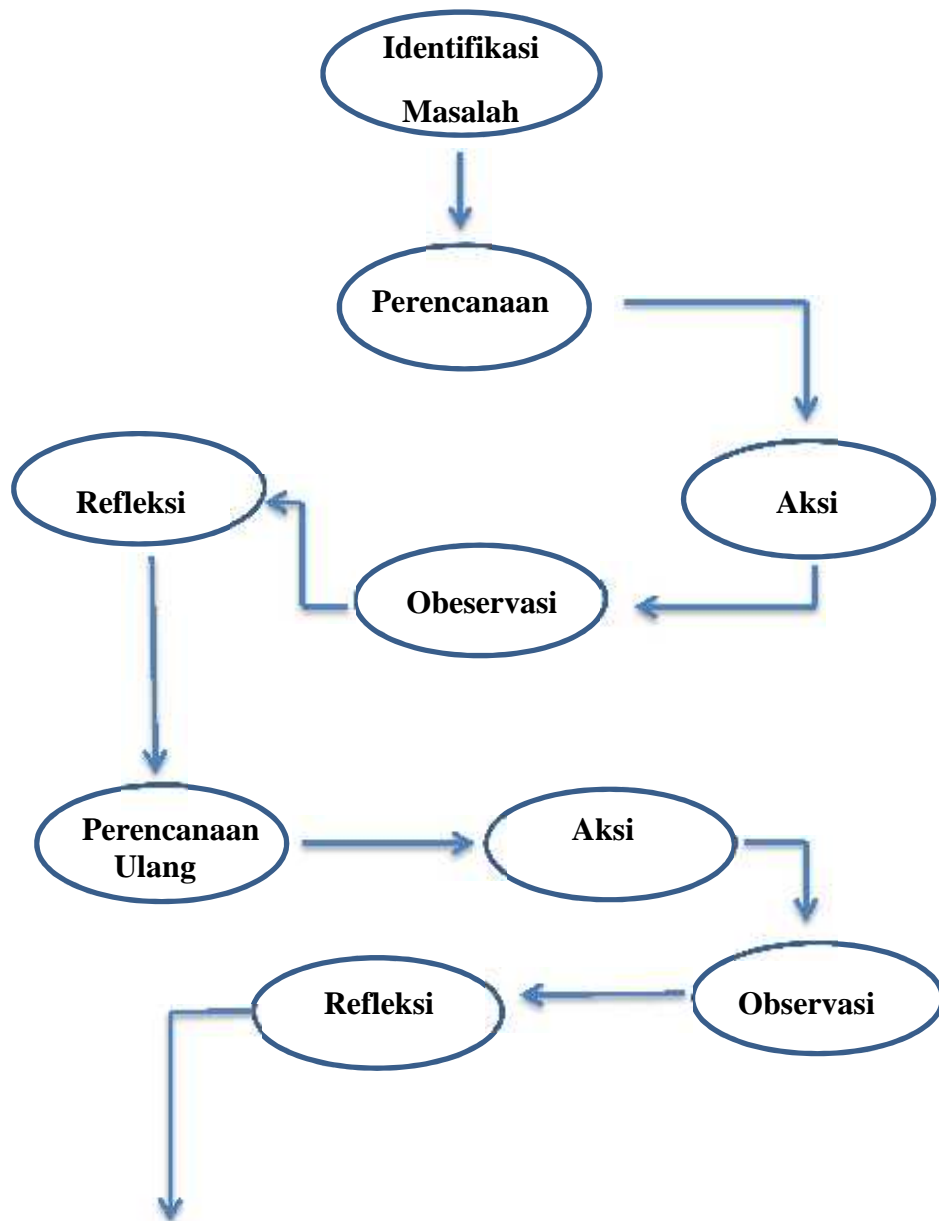 Identifikasi
Masalah
Perencanaan
Aksi
Obeservasi
Refleksi
Perencanaan
Ulang
Aksi
Observasi
Refleksi